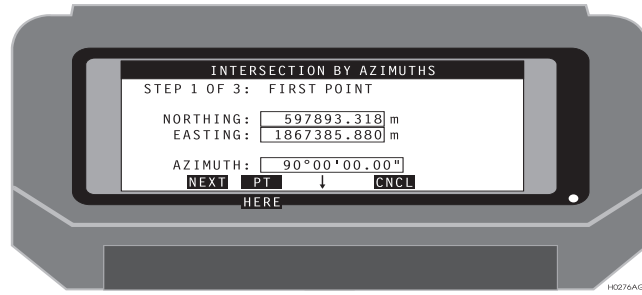 INTERSECTION BY AZIMUTHS
STEP 1 OF 3: FIRST POINT
NORTHING: 597893.318 m
EASTING: 1867385.880 m
AZIMUTH: 90°00'00.00"
NEXT PT ↓ CNCL
HERE
H0276AG